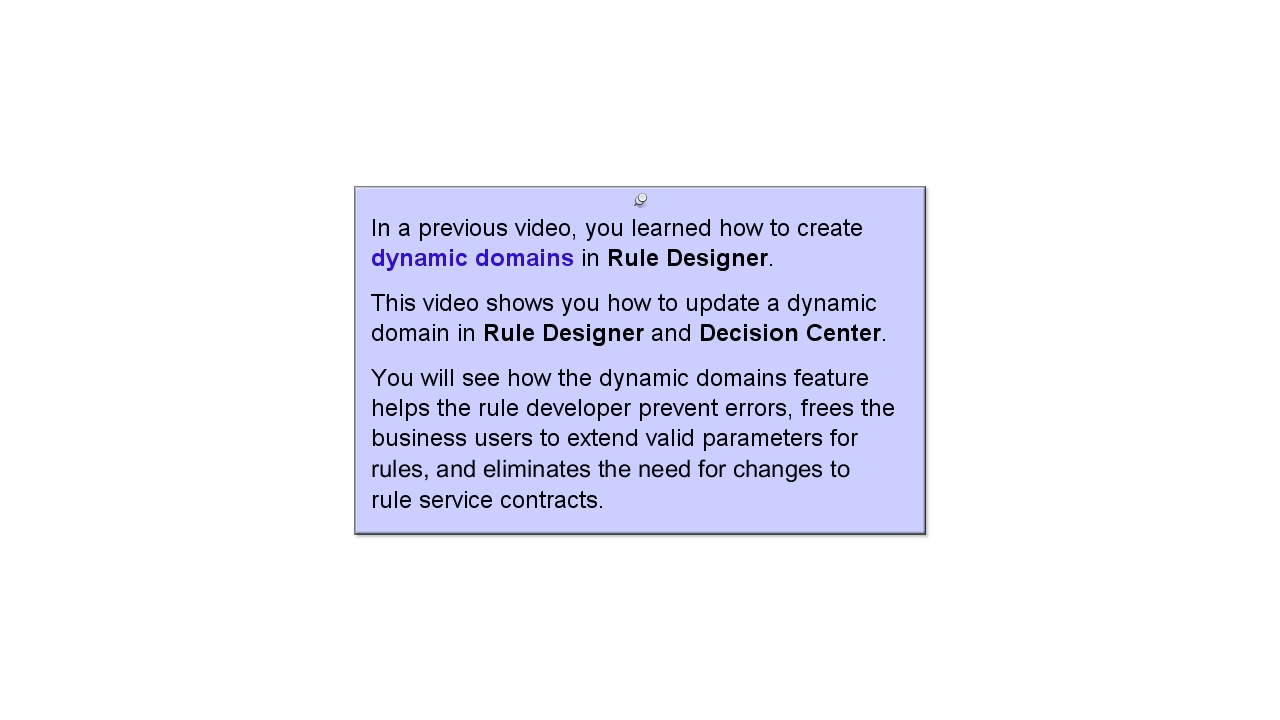 In a previous video, you learned how to create
dynamic domains in Rule Designer.
This video shows you how to update a dynamic
domain in Rule Designer and Decision Center.
You will see how the dynamic domains feature
helps the rule developer prevent errors, frees the
business users to extend valid parameters for
rules, and eliminates the need for changes to
rule service contracts.